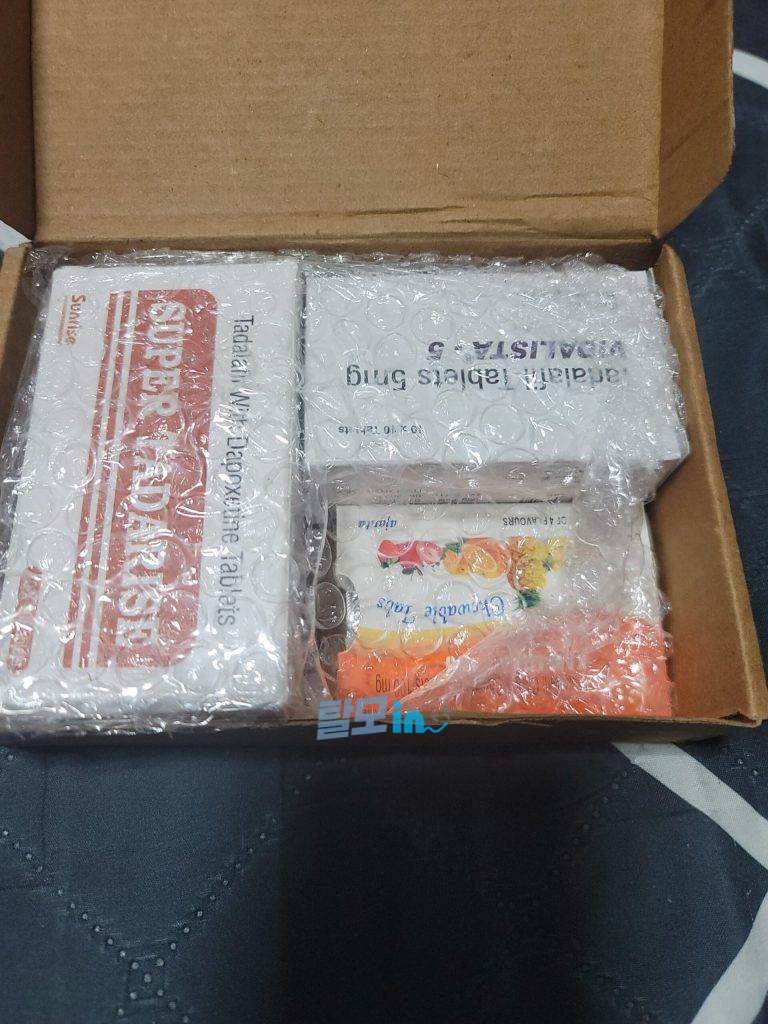 Sunrise
SUPER TADARISE
Tadalafil With Dapoxetine Tablets
VIDALISTA - 5
Tadalafil Tablets 5mg
10 x 10 Tablets
OF 4 FLAVOURS
ajanta
Chewable Tabs
탈모in